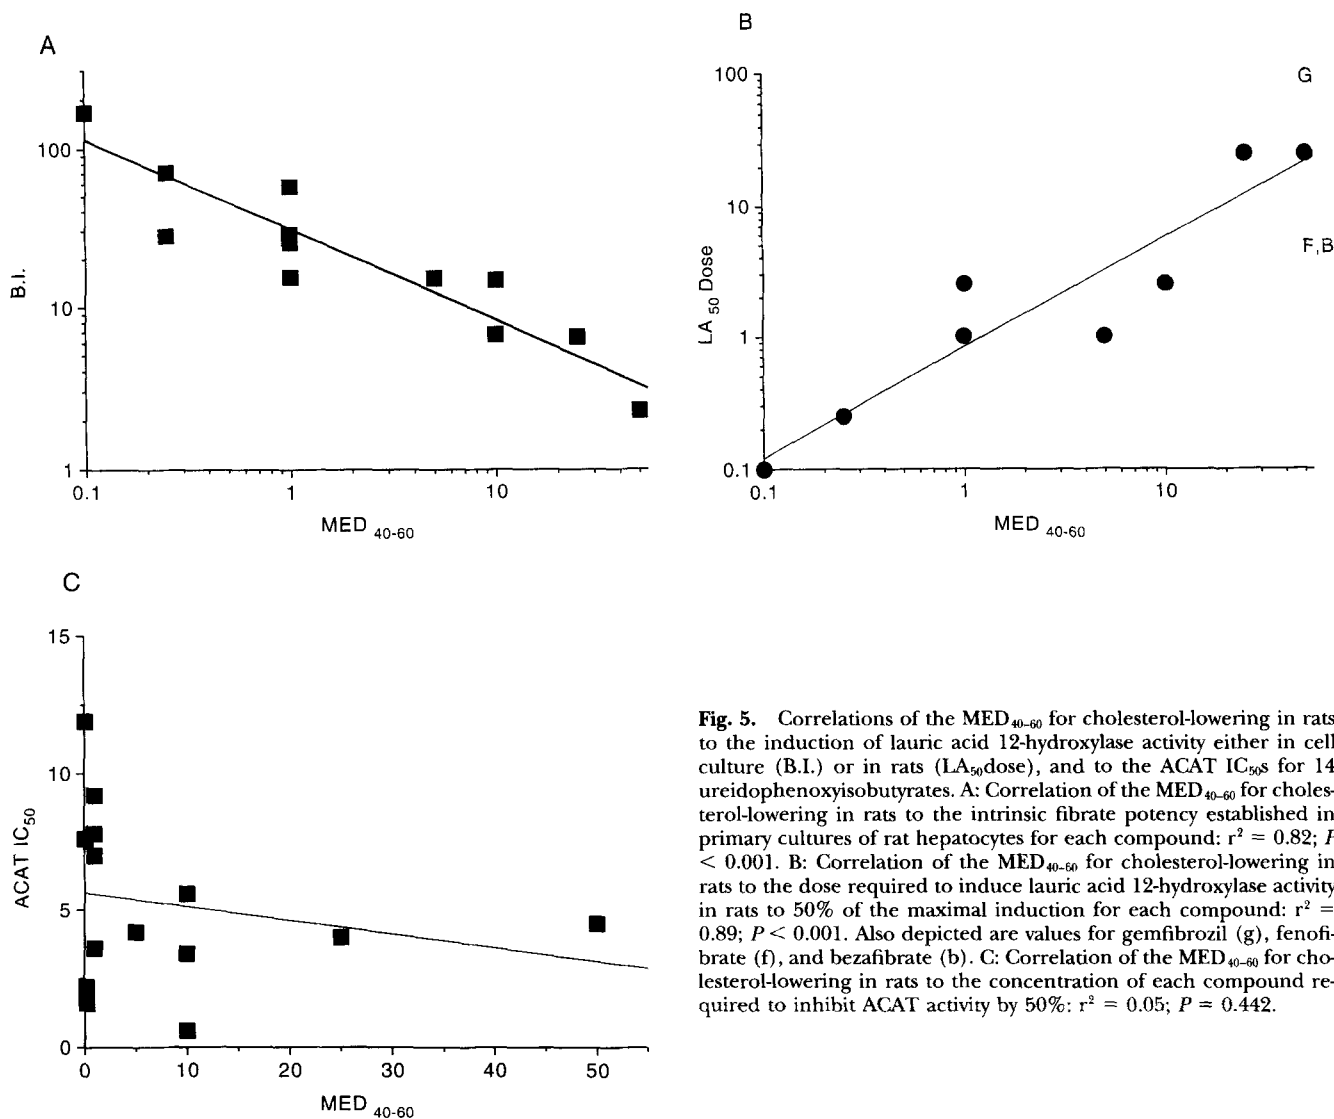 A
100
10
1
B.I.
0.1
1
10
MED 40-60
B
100
10
1
0.1
LA 50 Dose
G
F,B
0.1
1
10
MED 40-60
C
15
10
5
0
ACAT IC50
0
10
20
30
40
50
MED 40-60
Fig. 5. Correlations of the MED40–60 for cholesterol-lowering in rats
to the induction of lauric acid 12-hydroxylase activity either in cell
culture (B.I.) or in rats (LA50dose), and to the ACAT IC50s for 14
ureidophenoxyisobutyrates. A: Correlation of the MED40–60 for choles-
terol-lowering in rats to the intrinsic fibrate potency established in
primary cultures of rat hepatocytes for each compound: r² = 0.82; P
< 0.001. B: Correlation of the MED40–60 for cholesterol-lowering in
rats to the dose required to induce lauric acid 12-hydroxylase activity
in rats to 50% of the maximal induction for each compound: r² =
0.89; P < 0.001. Also depicted are values for gemfibrozil (g), fenofi-
brate (f), and bezafibrate (b). C: Correlation of the MED40–60 for cho-
lesterol-lowering in rats to the concentration of each compound re-
quired to inhibit ACAT activity by 50%: r² = 0.05; P = 0.442.